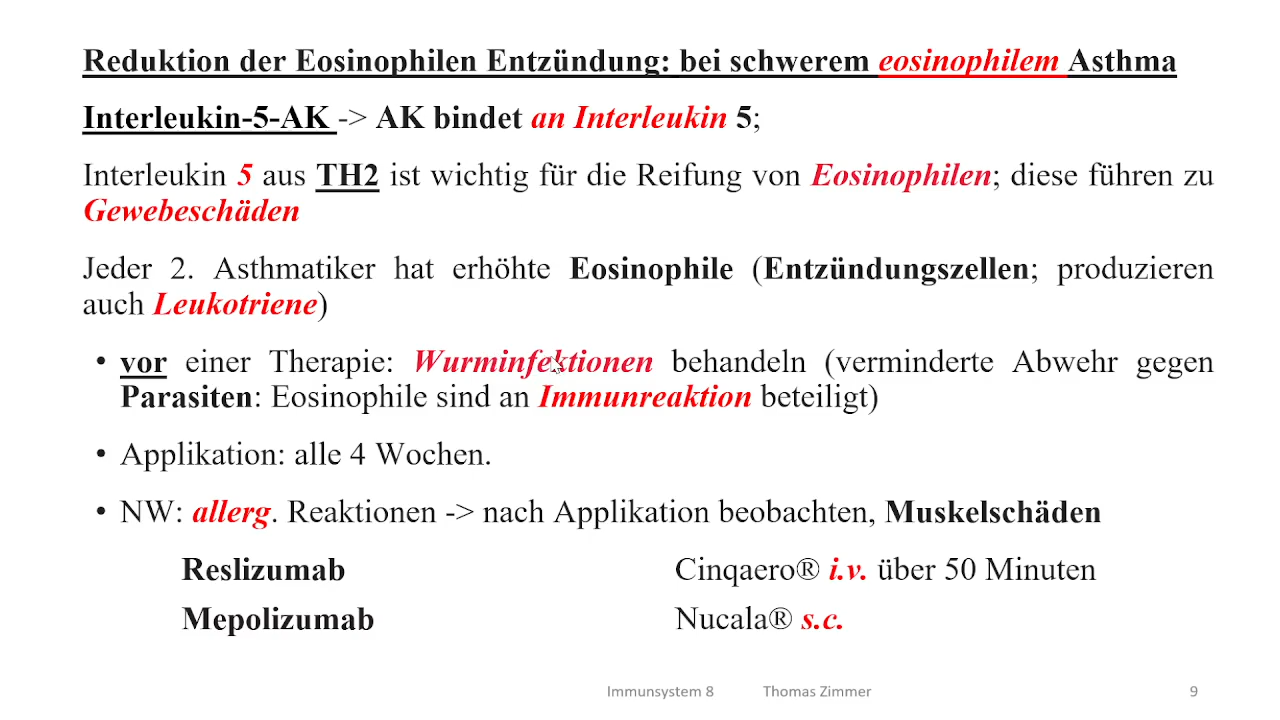 Reduktion der Eosinophilen Entzündung: bei schwerem eosinophilem Asthma
Interleukin-5-AK -> AK bindet an Interleukin 5;
Interleukin 5 aus TH2 ist wichtig für die Reifung von Eosinophilen; diese führen zu
Gewebeschäden
Jeder 2. Asthmatiker hat erhöhte Eosinophile (Entzündungszellen; produzieren
auch Leukotriene)
• vor einer Therapie: Wurminfektionen behandeln (verminderte Abwehr gegen
Parasiten: Eosinophile sind an Immunreaktion beteiligt)
• Applikation: alle 4 Wochen.
• NW: allerg. Reaktionen -> nach Applikation beobachten, Muskelschäden
Reslizumab Cinqaero® i.v. über 50 Minuten
Mepolizumab Nucala® s.c.
Immunsystem 8 Thomas Zimmer 9